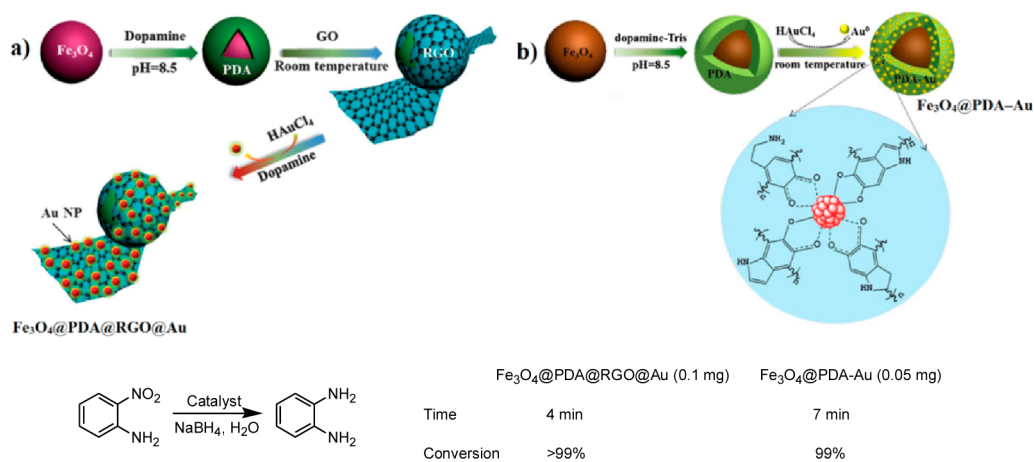 a)
Fe3O4
Dopamine
pH=8.5
PDA
GO
Room temperature
RGO
HAuCl4
Dopamine
Au NP
Fe3O4@PDA@RGO@Au
b)
Fe3O4
dopamine-Tris
pH=8.5
PDA
HAuCl4
Au0
room temperature
PDA-Au
Fe3O4@PDA–Au
NH2
n
NH
O
O
O
O
O
O
O
O
HN
n
HN
n
NO2
NH2
Catalyst
NaBH4, H2O
NH2
NH2
Fe3O4@PDA@RGO@Au (0.1 mg) Fe3O4@PDA-Au (0.05 mg)
Time 4 min 7 min
Conversion >99% 99%